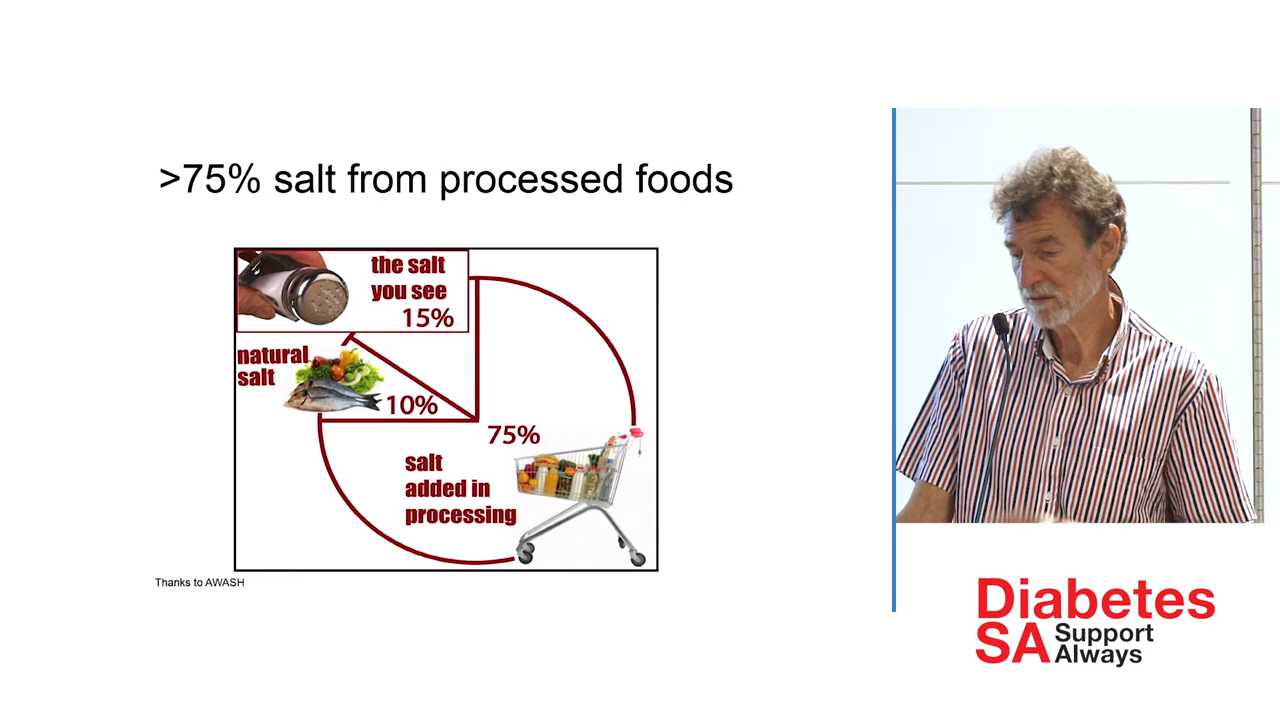 >75% salt from processed foods
the salt
you see
15%
natural
salt
10%
75%
salt
added in
processing
Thanks to AWASH
Diabetes
SA Support
Always